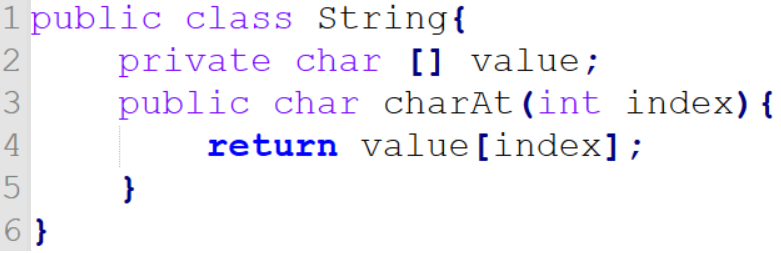 1 public class String{
2     private char [] value;
3     public char charAt(int index){
4         return value[index];
5     }
6 }